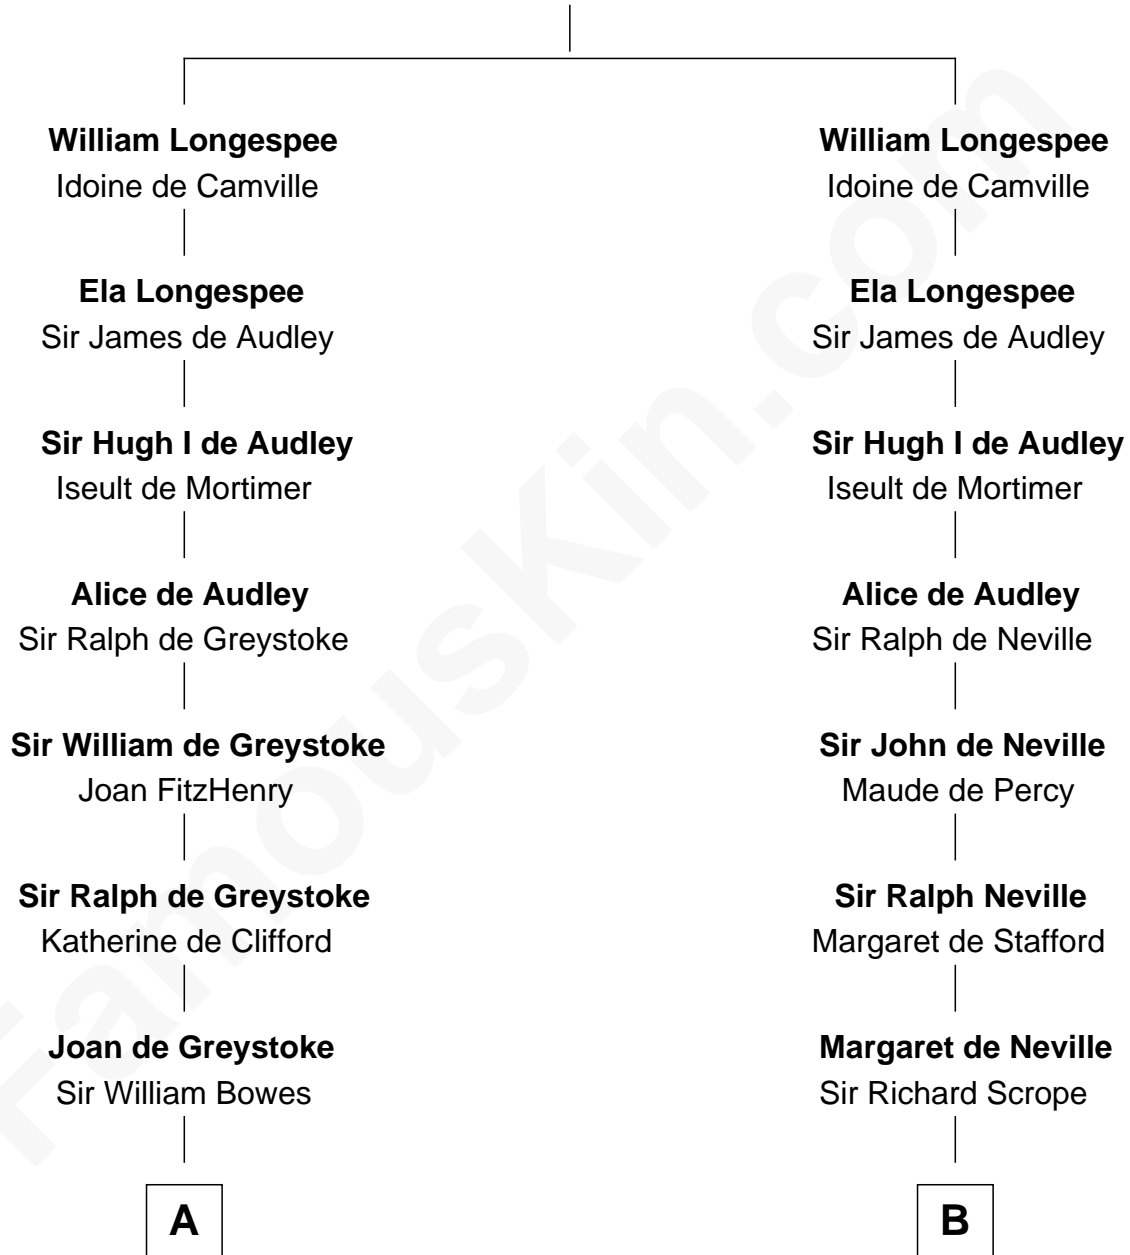 William Longespee
Idoine de Camville
Ela Longespee
Sir James de Audley
Sir Hugh I de Audley
Iseult de Mortimer
Alice de Audley
Sir Ralph de Greystoke
Sir William de Greystoke
Joan FitzHenry
Sir Ralph de Greystoke
Katherine de Clifford
Joan de Greystoke
Sir William Bowes
A
William Longespee
Idoine de Camville
Ela Longespee
Sir James de Audley
Sir Hugh I de Audley
Iseult de Mortimer
Alice de Audley
Sir Ralph de Neville
Sir John de Neville
Maude de Percy
Sir Ralph Neville
Margaret de Stafford
Margaret de Neville
Sir Richard Scrope
B
FamousKin.com